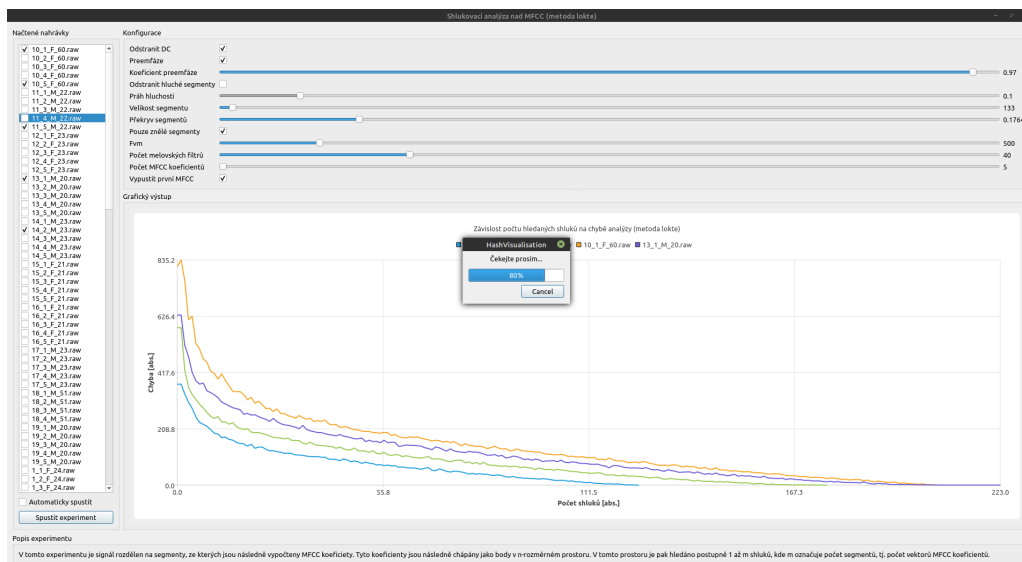 Shlukovací analýza nad MFCC (metoda lokte)
Načtené nahrávky
10_1_F_60.raw
10_2_F_60.raw
10_3_F_60.raw
10_4_F_60.raw
10_5_F_60.raw
11_1_M_22.raw
11_2_M_22.raw
11_3_M_22.raw
11_4_M_22.raw
11_5_M_22.raw
12_1_F_23.raw
12_2_F_23.raw
12_3_F_23.raw
12_4_F_23.raw
12_5_F_23.raw
13_1_M_20.raw
13_2_M_20.raw
13_3_M_20.raw
13_4_M_20.raw
13_5_M_20.raw
14_1_M_23.raw
14_2_M_23.raw
14_3_M_23.raw
14_4_M_23.raw
14_5_M_23.raw
15_1_F_21.raw
15_2_F_21.raw
15_3_F_21.raw
15_4_F_21.raw
15_5_F_21.raw
16_1_F_21.raw
16_2_F_21.raw
16_3_F_21.raw
16_4_F_21.raw
16_5_F_21.raw
17_1_M_23.raw
17_2_M_23.raw
17_3_M_23.raw
17_4_M_23.raw
17_5_M_23.raw
18_1_M_51.raw
18_2_M_51.raw
18_3_M_51.raw
18_4_M_51.raw
19_1_M_20.raw
19_2_M_20.raw
19_3_M_20.raw
19_4_M_20.raw
19_5_M_20.raw
1_1_F_24.raw
1_2_F_24.raw
1_3_F_24.raw
Automaticky spustit
Spustit experiment
Konfigurace
Odstranit DC
Preemfáze
Koeficient preemfáze 0.97
Odstranit hluché segmenty
Práh hluchosti 0.1
Velikost segmentu 133
Překryv segmentů 0.1764
Pouze znělé segmenty
Fvm 500
Počet melovských filtrů 40
Počet MFCC koeficientů 5
Vypustit první MFCC
Grafický výstup
Závislost počtu hledaných shluků na chybě analýzy (metoda lokte)
10_1_F_60.raw 13_1_M_20.raw
HashVisualisation
Čekejte prosím...
80%
Cancel
835.2
626.4
417.6
208.8
0.0
Chyba [abs.]
0.0 55.8 111.5 167.3 223.0
Počet shluků [abs.]
Popis experimentu
V tomto experimentu je signál rozdělen na segmenty, ze kterých jsou následně vypočteny MFCC koeficiety. Tyto koeficienty jsou následně chápány jako body v n-rozměrném prostoru. V tomto prostoru je pak hledáno postupně 1 až m shluků, kde m označuje počet segmentů, tj. počet vektorů MFCC koeficientů.